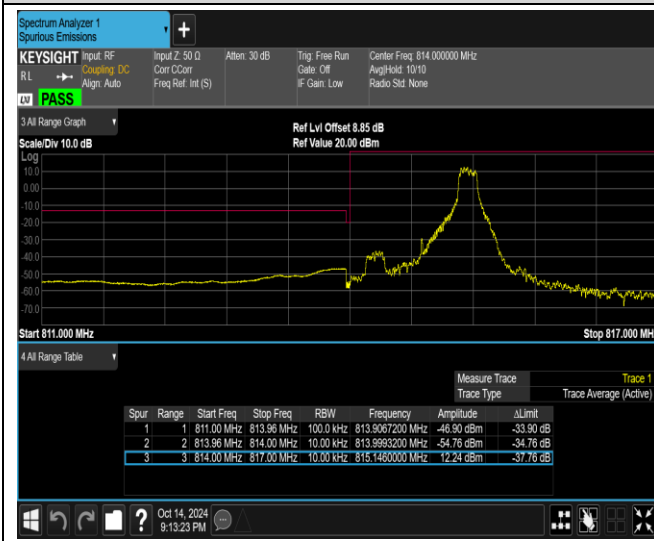 Spectrum Analyzer 1
Spurious Emissions
+
KEYSIGHT Input: RF Input Z: 50 Ω Atten: 30 dB Trig: Free Run Center Freq: 814.000000 MHz
R L Coupling: DC Corr CCorr Gate: Off Avg|Hold: 10/10
Align: Auto Freq Ref: Int (S) IF Gain: Low Radio Std: None
LXI PASS
3 All Range Graph
Ref Lvl Offset 8.85 dB
Scale/Div 10.0 dB Ref Value 20.00 dBm
Log
10.0
0.00
-10.0
-20.0
-30.0
-40.0
-50.0
-60.0
-70.0
Start 811.000 MHz Stop 817.000 MH
4 All Range Table
Measure Trace Trace 1
Trace Type Trace Average (Active)
Spur Range Start Freq Stop Freq RBW Frequency Amplitude ΔLimit
1 1 811.00 MHz 813.96 MHz 100.0 kHz 813.9067200 MHz -46.90 dBm -33.90 dB
2 2 813.96 MHz 814.00 MHz 10.00 kHz 813.9993200 MHz -54.76 dBm -34.76 dB
3 3 814.00 MHz 817.00 MHz 10.00 kHz 815.1460000 MHz 12.24 dBm -37.76 dB
? Oct 14, 2024
9:13:23 PM